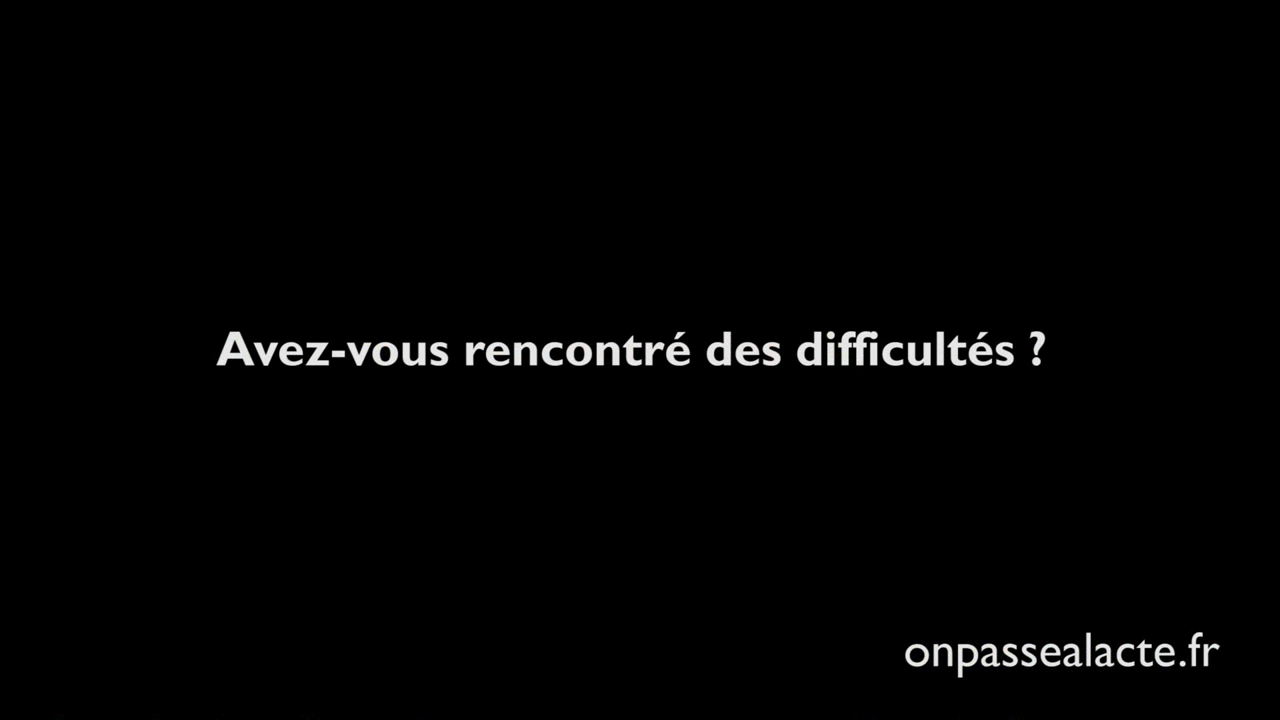 Avez-vous rencontré des difficultés ?
onpassealacte.fr